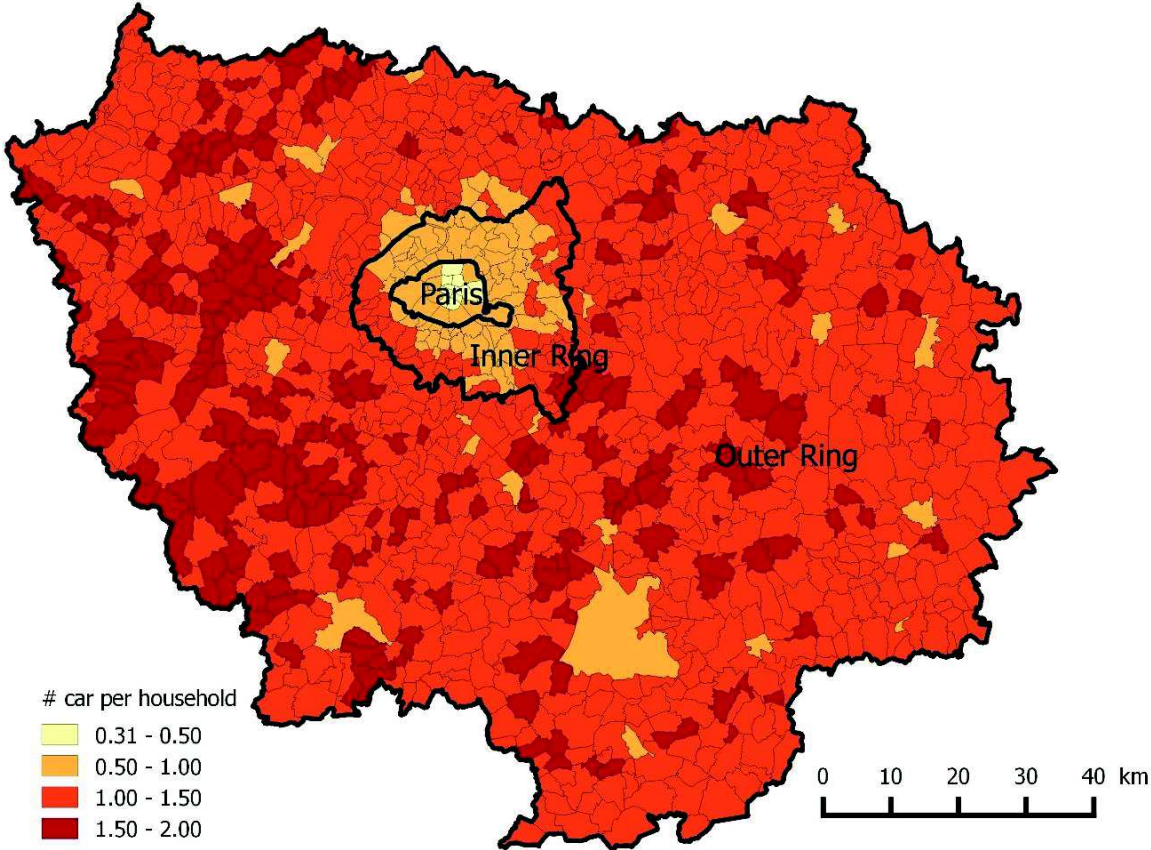 Paris
Inner Ring
Outer Ring
# car per household
0.31 - 0.50
0.50 - 1.00
1.00 - 1.50
1.50 - 2.00
0 10 20 30 40 km